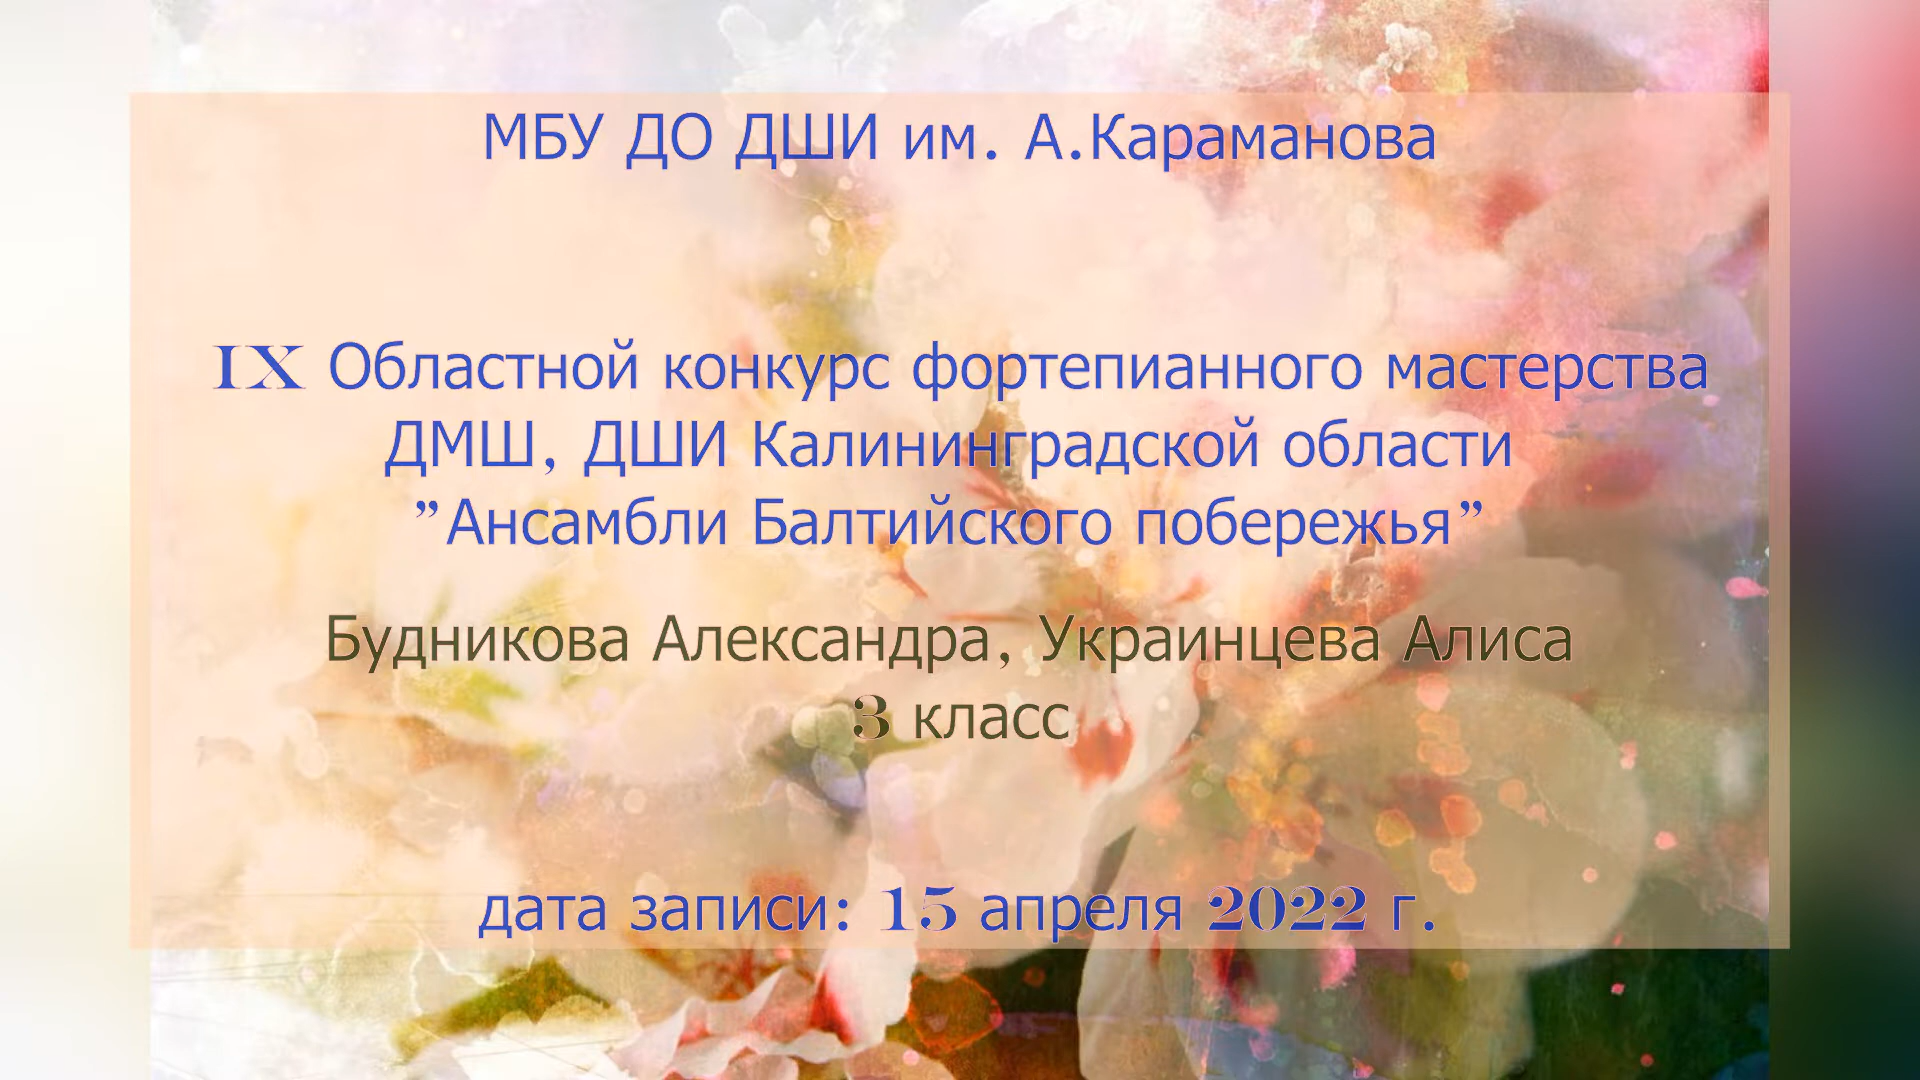 МБУ ДО ДШИ им. А.Караманова
IX Областной конкурс фортепианного мастерства
ДМШ, ДШИ Калининградской области
”Ансамбли Балтийского побережья”
Будникова Александра, Украинцева Алиса
3 класс
дата записи: 15 апреля 2022 г.